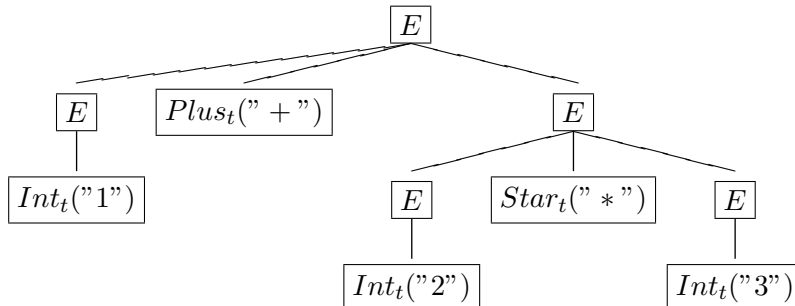 E
E Plus_t(" + ") E
Int_t("1") E Star_t(" * ") E
Int_t("2") Int_t("3")